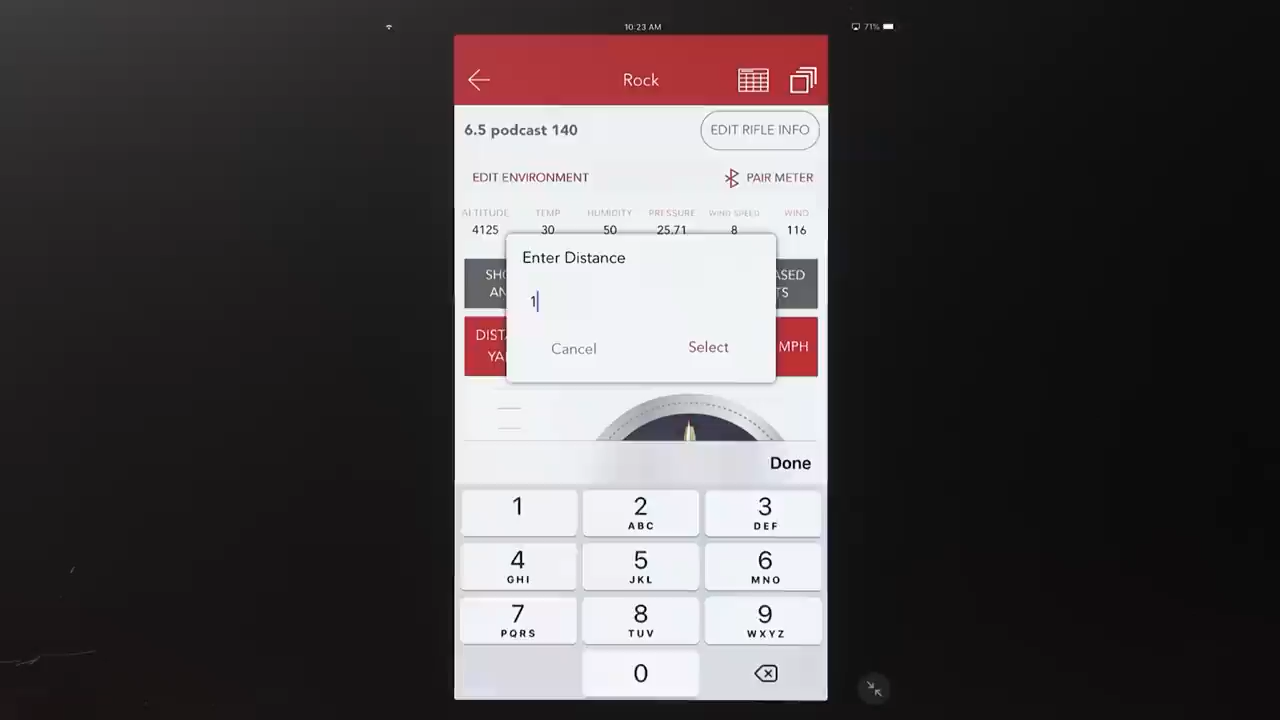 10:23 AM
71%
Rock
6.5 podcast 140
EDIT RIFLE INFO
EDIT ENVIRONMENT
PAIR METER
ALTITUDE TEMP HUMIDITY PRESSURE WIND SPEED WIND
4125 30 50 25.71 8 116
Enter Distance
1
Cancel Select
MPH
Done
1 2 3
ABC DEF
4 5 6
GHI JKL MNO
7 8 9
PQRS TUV WXYZ
0